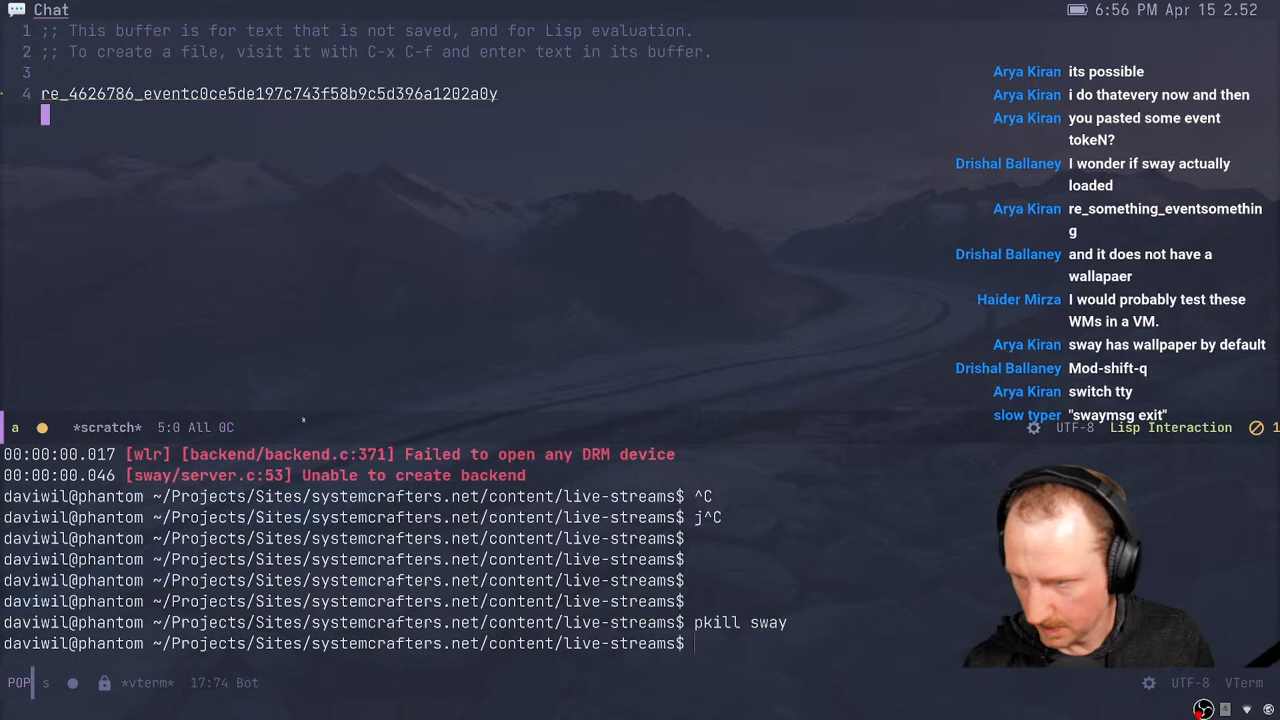 Chat
6:56 PM Apr 15 2.52
1 ;; This buffer is for text that is not saved, and for Lisp evaluation.
2 ;; To create a file, visit it with C-x C-f and enter text in its buffer.
3
4 re_4626786_eventc0ce5de197c743f58b9c5d396a1202a0y
Arya Kiran its possible
Arya Kiran i do thatevery now and then
Arya Kiran you pasted some event
tokeN?
Drishal Ballaney I wonder if sway actually
loaded
Arya Kiran re_something_eventsomethin
g
Drishal Ballaney and it does not have a
wallapaer
Haider Mirza I would probably test these
WMs in a VM.
Arya Kiran sway has wallpaper by default
Drishal Ballaney Mod-shift-q
Arya Kiran switch tty
slow typer "swaymsg exit"
a *scratch* 5:0 All 0C UTF-8 Lisp Interaction 1
00:00:00.017 [wlr] [backend/backend.c:371] Failed to open any DRM device
00:00:00.046 [sway/server.c:53] Unable to create backend
daviwil@phantom ~/Projects/Sites/systemcrafters.net/content/live-streams$ ^C
daviwil@phantom ~/Projects/Sites/systemcrafters.net/content/live-streams$ j^C
daviwil@phantom ~/Projects/Sites/systemcrafters.net/content/live-streams$
daviwil@phantom ~/Projects/Sites/systemcrafters.net/content/live-streams$
daviwil@phantom ~/Projects/Sites/systemcrafters.net/content/live-streams$
daviwil@phantom ~/Projects/Sites/systemcrafters.net/content/live-streams$
daviwil@phantom ~/Projects/Sites/systemcrafters.net/content/live-streams$ pkill sway
daviwil@phantom ~/Projects/Sites/systemcrafters.net/content/live-streams$
POP s *vterm* 17:74 Bot UTF-8 VTerm